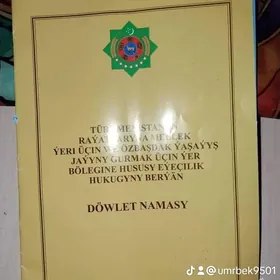 TÜRKMENISTANYŇ
RAÝATLARYNA MELLEK
ÝERI ÜÇIN WE ÖZBAŞDAK ÝAŞAÝYŞ
JAÝYNY GURMAK ÜÇIN ÝER
BÖLEGINE HUSUSY EÝEÇILIK
HUKUGYNY BERÝÄN
DÖWLET NAMASY
@umrbek9501